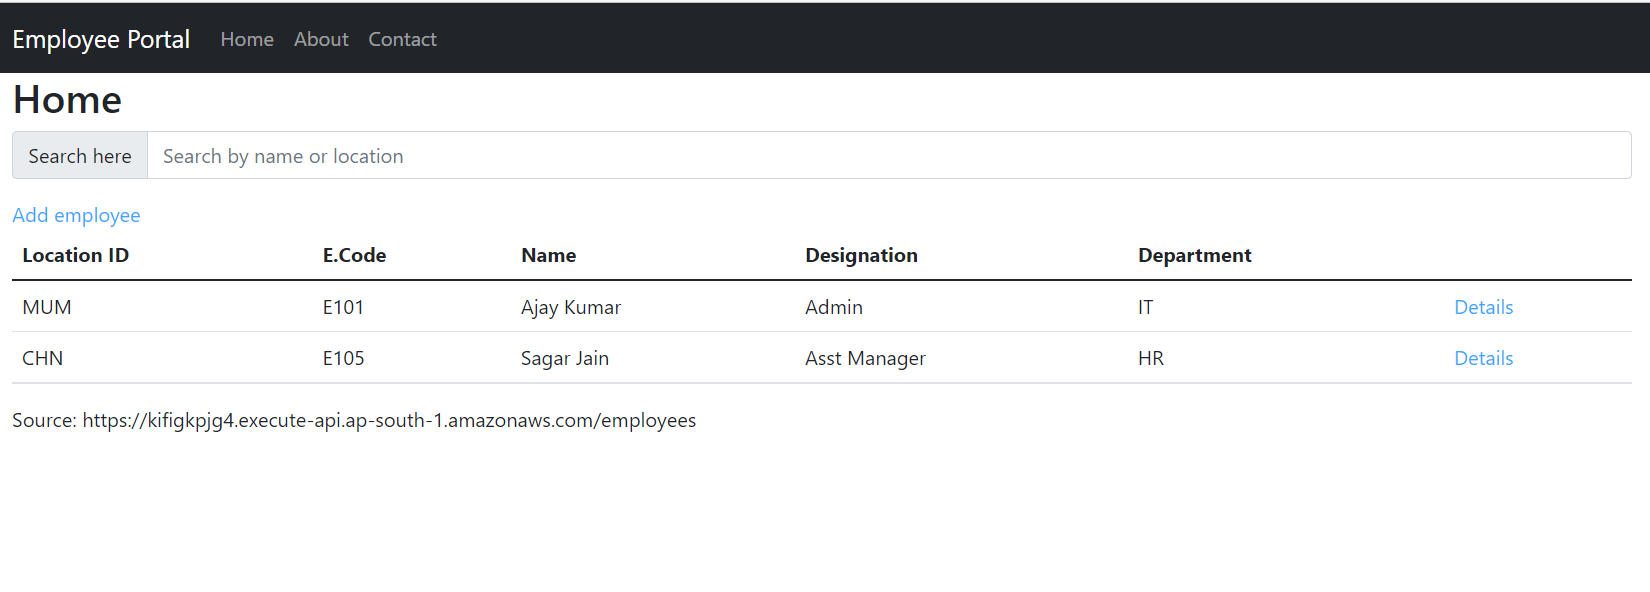 Employee Portal Home About Contact
Home
Search here Search by name or location
Add employee
Location ID E.Code Name Designation Department
MUM E101 Ajay Kumar Admin IT Details
CHN E105 Sagar Jain Asst Manager HR Details
Source: https://kifigkpjg4.execute-api.ap-south-1.amazonaws.com/employees